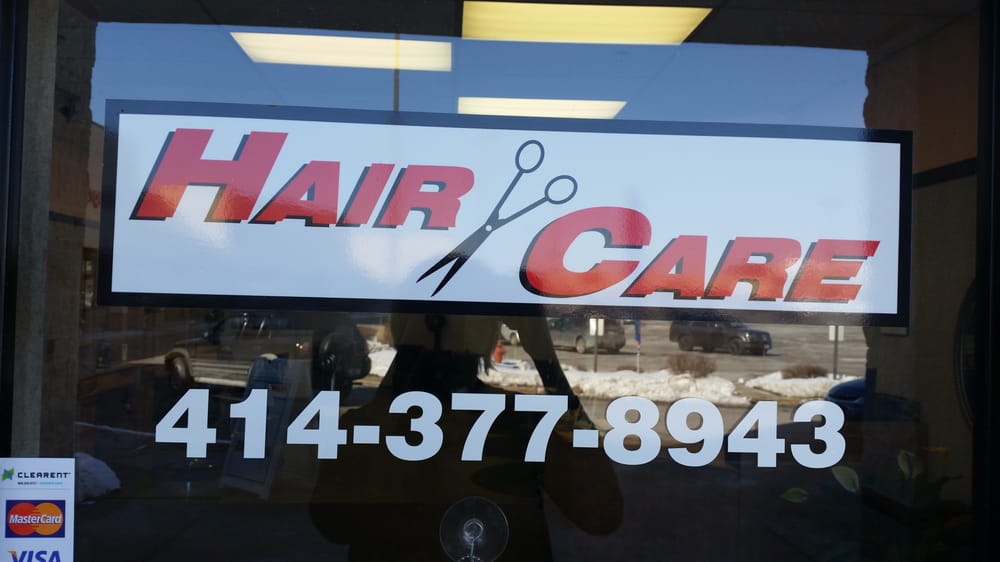 HAIR CARE
414-377-8943
CLEARENT
MasterCard
VISA